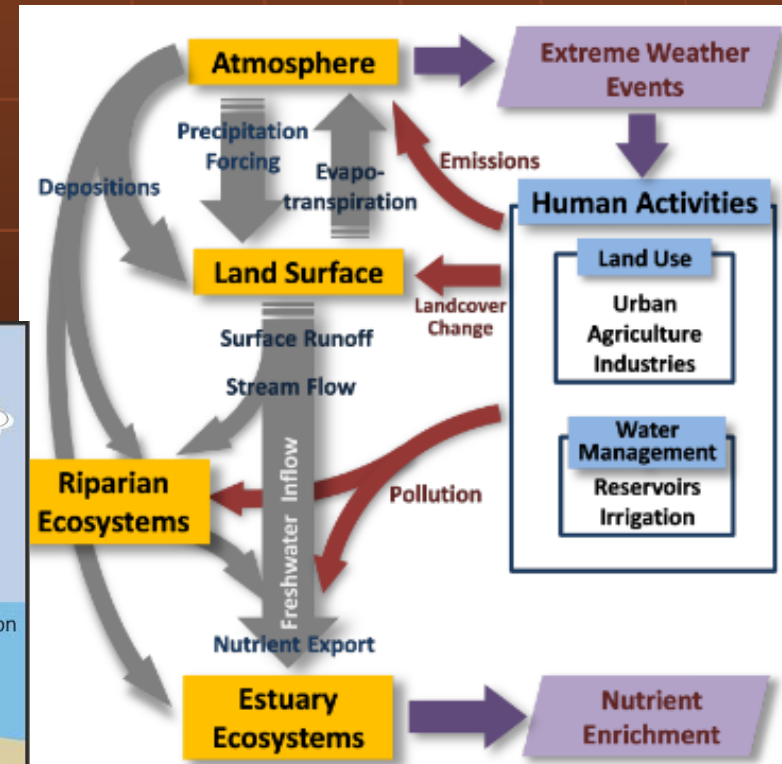 Atmosphere
Extreme Weather
Events
Precipitation
Forcing
Depositions
Evapo-
transpiration
Emissions
Human Activities
Land Surface
Landcover
Change
Land Use
Urban
Agriculture
Industries
Surface Runoff
Stream Flow
Water
Management
Reservoirs
Irrigation
Riparian
Ecosystems
Pollution
Freshwater Inflow
Nutrient Export
Estuary
Ecosystems
Nutrient
Enrichment